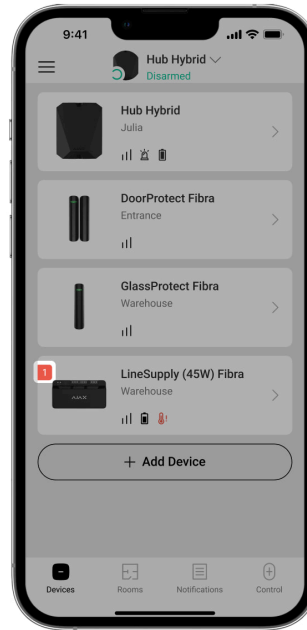 9:41
Hub Hybrid
Disarmed
Hub Hybrid
Julia
DoorProtect Fibra
Entrance
GlassProtect Fibra
Warehouse
1
LineSupply (45W) Fibra
AJAX
Warehouse
+ Add Device
Devices
Rooms
Notifications
Control